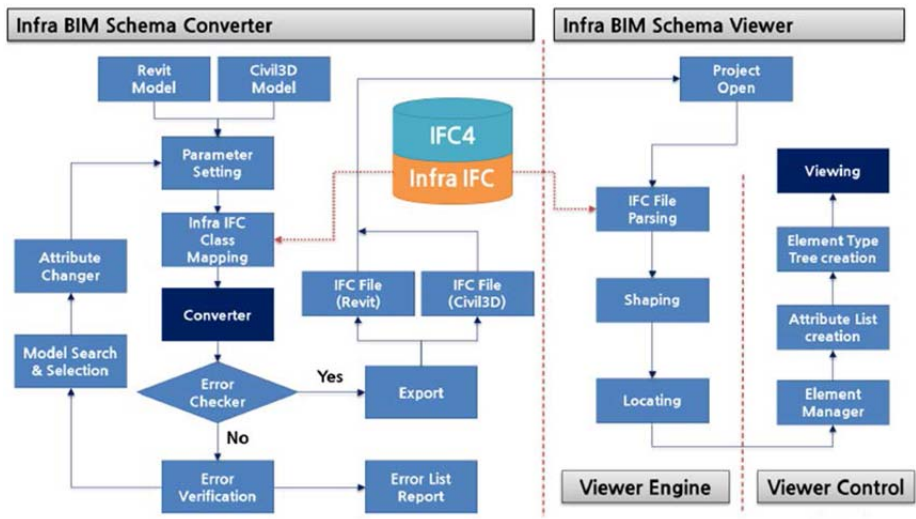 Infra BIM Schema Converter
Infra BIM Schema Viewer
Revit
Model
Civil3D
Model
Project
Open
IFC4
Infra IFC
Parameter
Setting
Viewing
Infra IFC
Class
Mapping
IFC File
Parsing
Attribute
Changer
Element Type
Tree creation
IFC File
(Revit)
IFC File
(Civil3D)
Shaping
Converter
Attribute List
creation
Model Search
& Selection
Error
Checker
Yes
Export
Locating
Element
Manager
No
Error
Verification
Error List
Report
Viewer Engine
Viewer Control